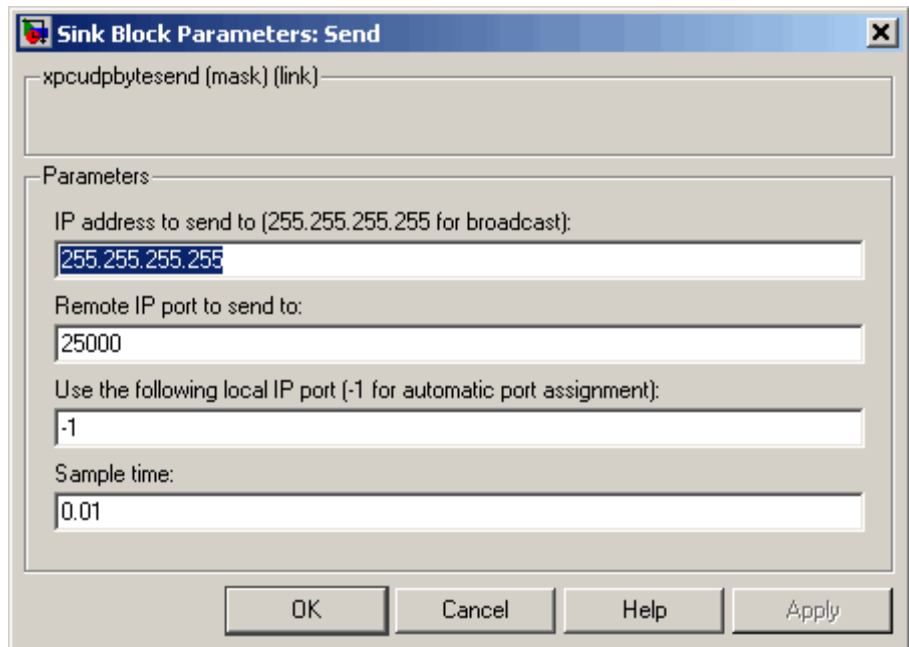 Sink Block Parameters: Send
xpcudpbytesend (mask) (link)
Parameters
IP address to send to (255.255.255.255 for broadcast):
255.255.255.255
Remote IP port to send to:
25000
Use the following local IP port (-1 for automatic port assignment):
-1
Sample time:
0.01
OK Cancel Help Apply